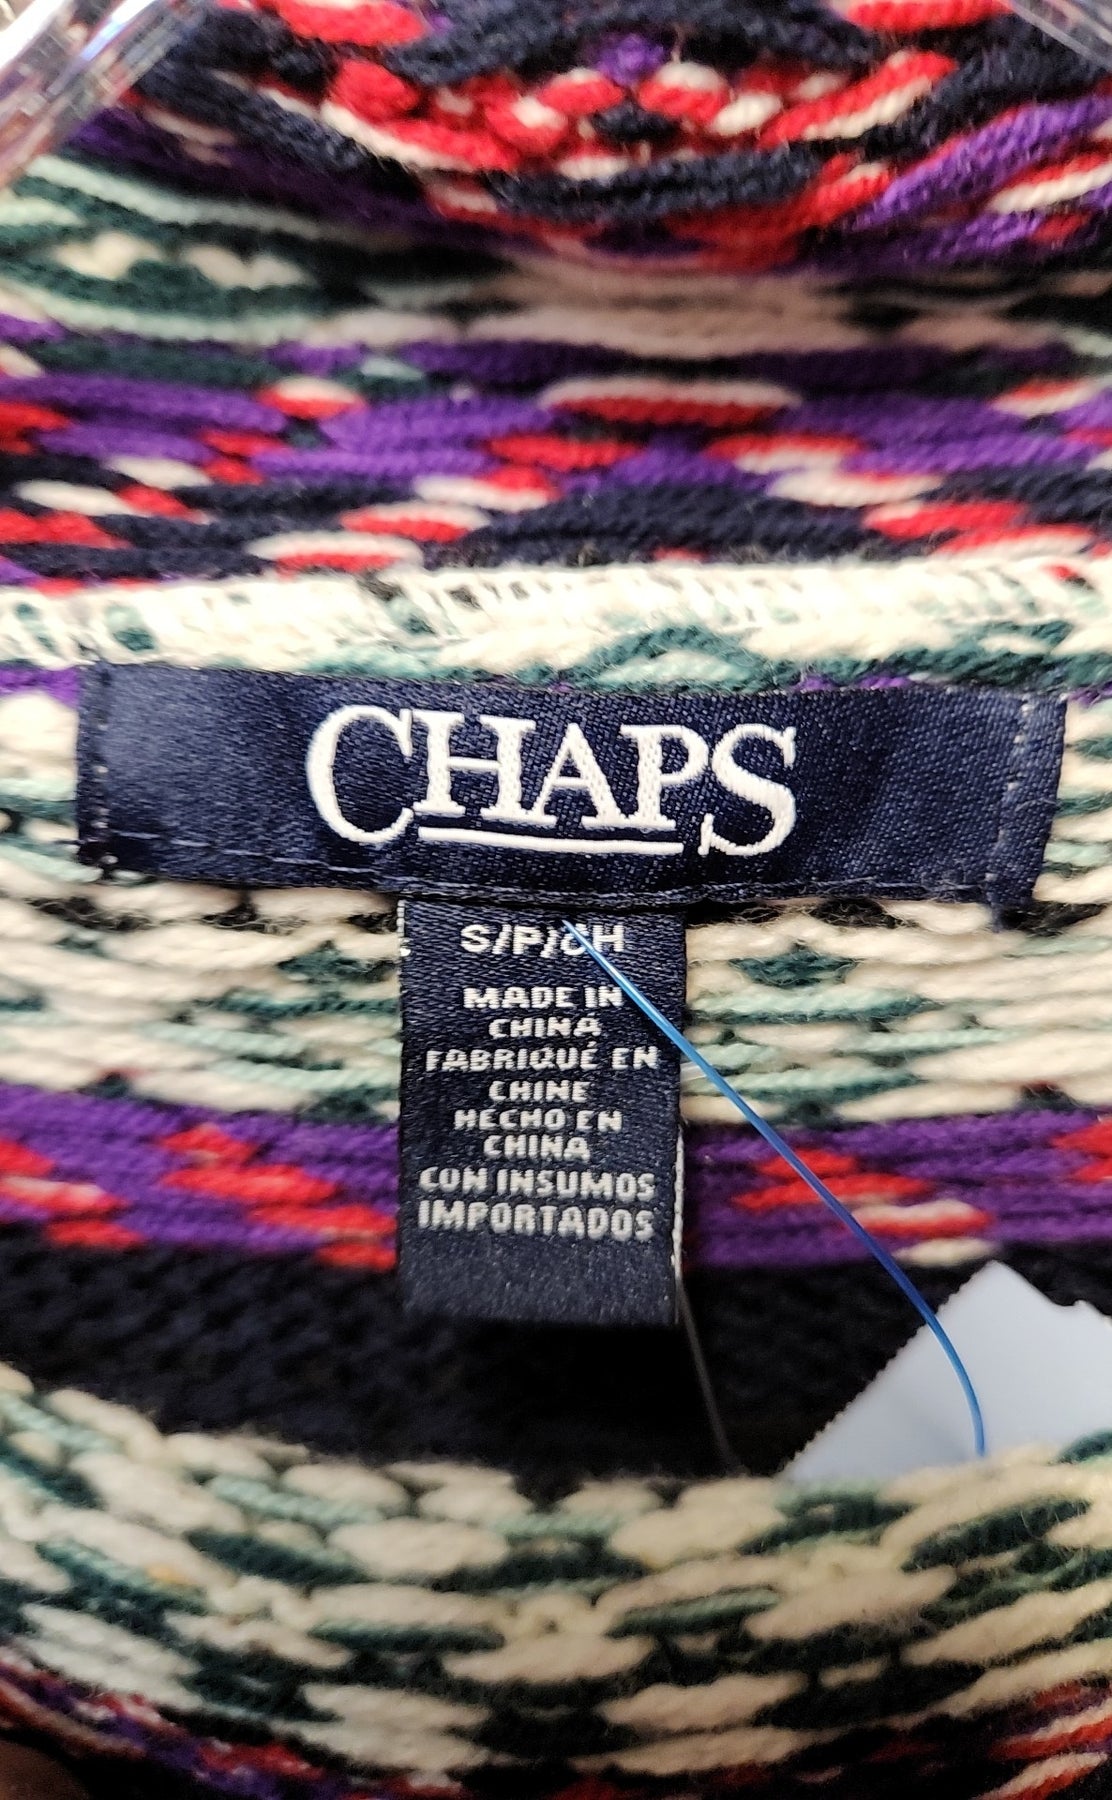 CHAPS
S/P/CH
MADE IN
CHINA
FABRIQUÉ EN
CHINE
HECHO EN
CHINA
CON INSUMOS
IMPORTADOS